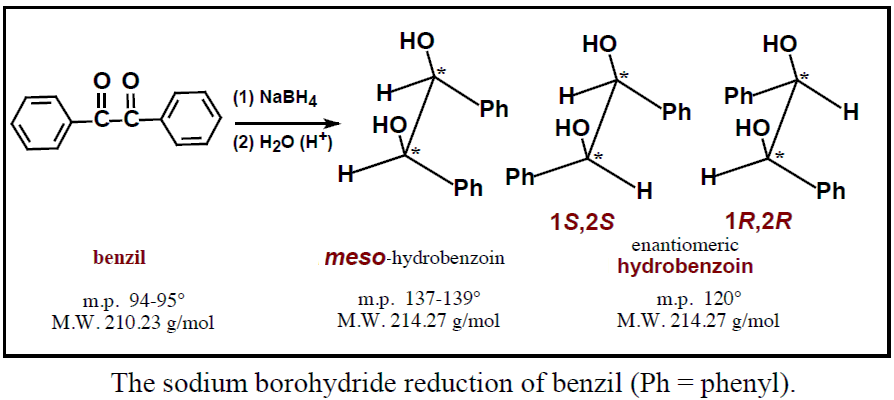 HO
HO
HO
O O
(1) NaBH4
H
*
H
*
Ph
*
C–C
Ph
Ph
H
(2) H₂O (H⁺)
HO
*
HO
*
HO
*
H
Ph
Ph
H
H
Ph
1S,2S
1R,2R
benzil
meso-hydrobenzoin
enantiomeric
hydrobenzoin
m.p. 94-95°
m.p. 137-139°
m.p. 120°
M.W. 210.23 g/mol
M.W. 214.27 g/mol
M.W. 214.27 g/mol
The sodium borohydride reduction of benzil (Ph = phenyl).